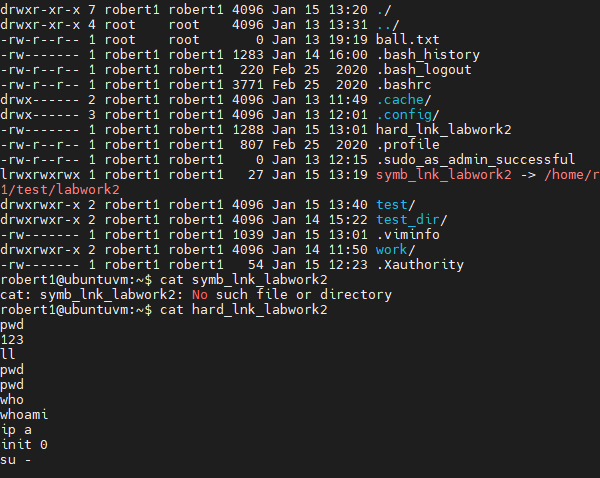 drwxr-xr-x 7 robert1 robert1 4096 Jan 15 13:20 ./
drwxr-xr-x 4 root    root    4096 Jan 13 13:31 ../
-rw-r--r-- 1 root    root       0 Jan 13 19:19 ball.txt
-rw------- 1 robert1 robert1 1283 Jan 14 16:00 .bash_history
-rw-r--r-- 1 robert1 robert1  220 Feb 25  2020 .bash_logout
-rw-r--r-- 1 robert1 robert1 3771 Feb 25  2020 .bashrc
drwx------ 2 robert1 robert1 4096 Jan 13 11:49 .cache/
drwx------ 3 robert1 robert1 4096 Jan 13 12:01 .config/
-rw------- 1 robert1 robert1 1288 Jan 15 13:01 hard_lnk_labwork2
-rw-r--r-- 1 robert1 robert1  807 Feb 25  2020 .profile
-rw-r--r-- 1 robert1 robert1    0 Jan 13 12:15 .sudo_as_admin_successful
lrwxrwxrwx 1 robert1 robert1   27 Jan 15 13:19 symb_lnk_labwork2 -> /home/r
1/test/labwork2
drwxrwxr-x 2 robert1 robert1 4096 Jan 15 13:40 test/
drwxrwxr-x 2 robert1 robert1 4096 Jan 14 15:22 test_dir/
-rw------- 1 robert1 robert1 1039 Jan 15 13:01 .viminfo
drwxrwxr-x 2 robert1 robert1 4096 Jan 14 11:50 work/
-rw------- 1 robert1 robert1   54 Jan 15 12:23 .Xauthority
robert1@ubuntuvm:~$ cat symb_lnk_labwork2
cat: symb_lnk_labwork2: No such file or directory
robert1@ubuntuvm:~$ cat hard_lnk_labwork2
pwd
123
ll
pwd
pwd
who
whoami
ip a
init 0
su -